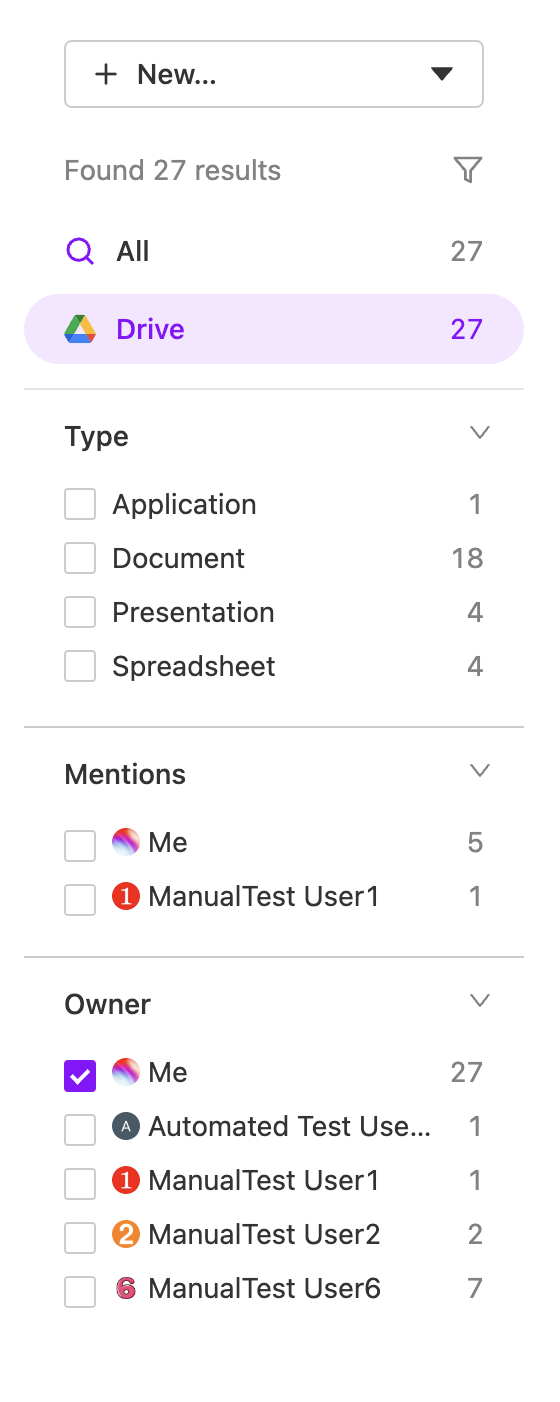 New...
Found 27 results
All 27
Drive 27
Type
Application 1
Document 18
Presentation 4
Spreadsheet 4
Mentions
Me 5
1 ManualTest User1 1
Owner
Me 27
A Automated Test Use... 1
1 ManualTest User1 1
2 ManualTest User2 2
6 ManualTest User6 7